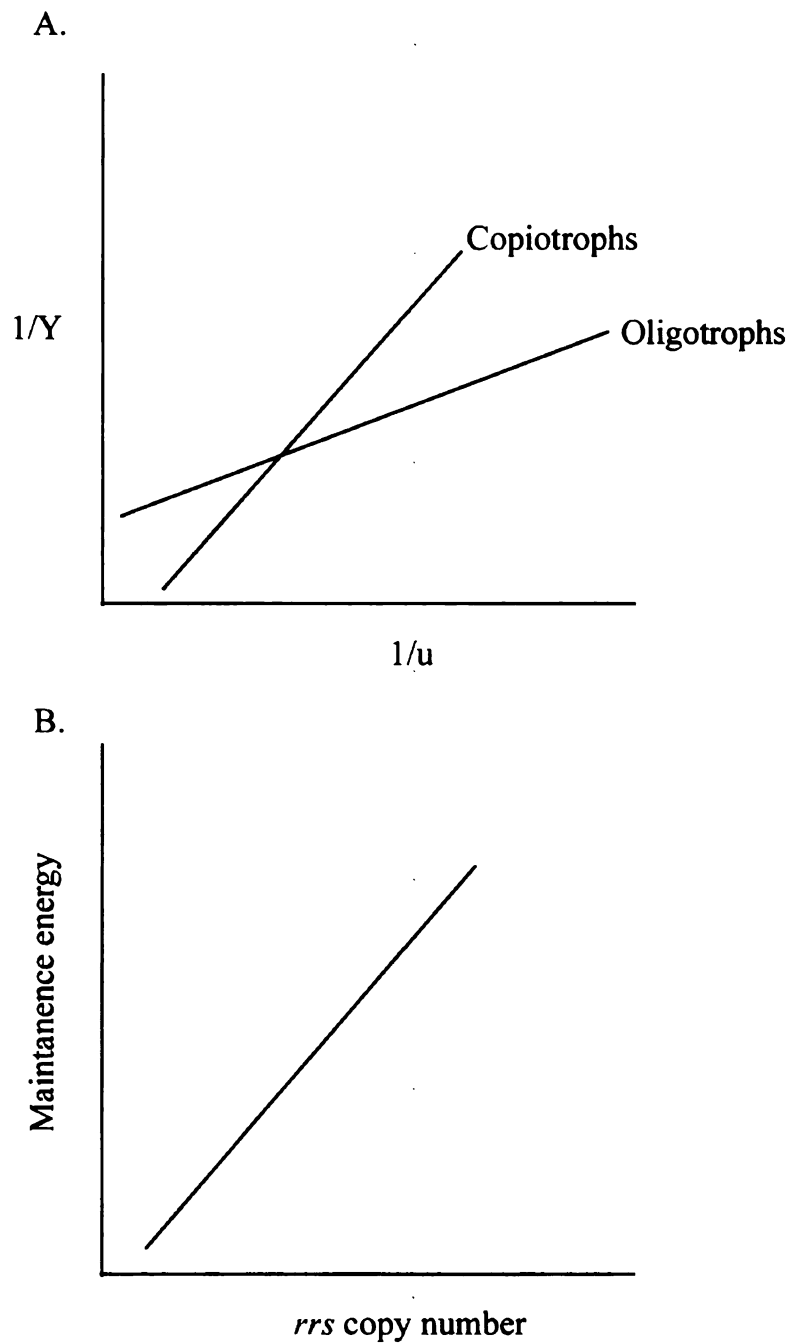 A.
Copiotrophs
1/Y
Oligotrophs
1/u
B.
Maintanence energy
rrs copy number